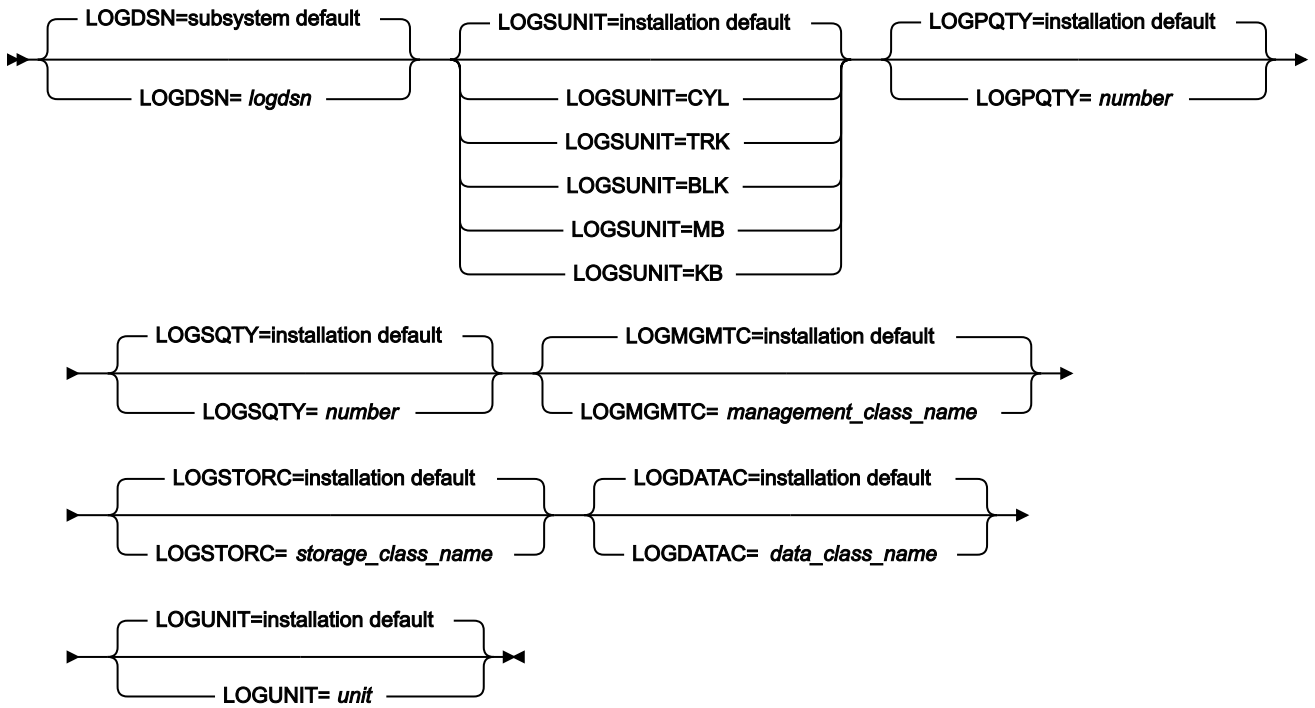 LOGDSN=subsystem default
LOGDSN= logdsn
LOGSUNIT=installation default
LOGSUNIT=CYL
LOGSUNIT=TRK
LOGSUNIT=BLK
LOGSUNIT=MB
LOGSUNIT=KB
LOGPQTY=installation default
LOGPQTY= number
LOGSQTY=installation default
LOGSQTY= number
LOGMGMTC=installation default
LOGMGMTC= management_class_name
LOGSTORC=installation default
LOGSTORC= storage_class_name
LOGDATAC=installation default
LOGDATAC= data_class_name
LOGUNIT=installation default
LOGUNIT= unit